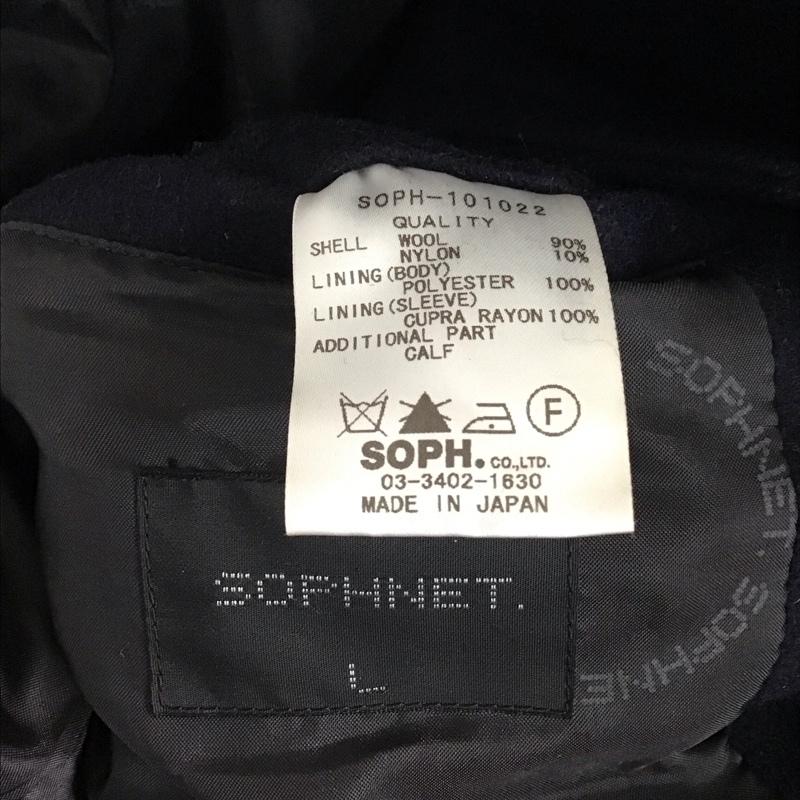 SOPH-101022
QUALITY
SHELL WOOL 90%
NYLON 10%
LINING(BODY)
POLYESTER 100%
LINING(SLEEVE)
CUPRA RAYON 100%
ADDITIONAL PART
CALF
F
SOPH. CO.,LTD.
03-3402-1630
MADE IN JAPAN
SOPHNET.
L
SOPHNET. SOPHNE